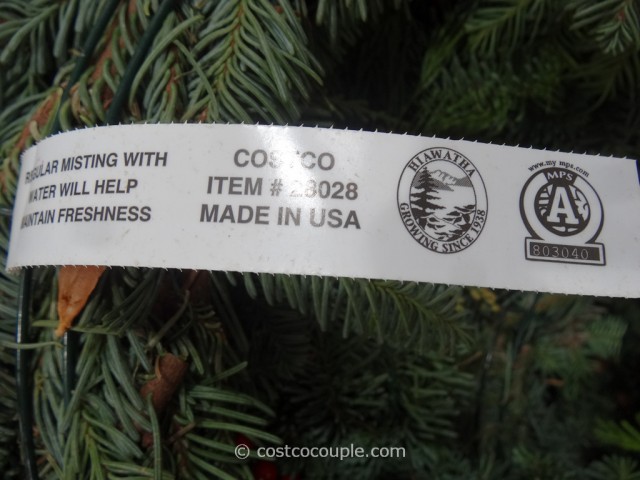 REGULAR MISTING WITH
WATER WILL HELP
MAINTAIN FRESHNESS
COSTCO
ITEM # 28028
MADE IN USA
HIAWATHA
GROWING SINCE 1938
www.my mps.com
MPS
A
803040
© costcocouple.com